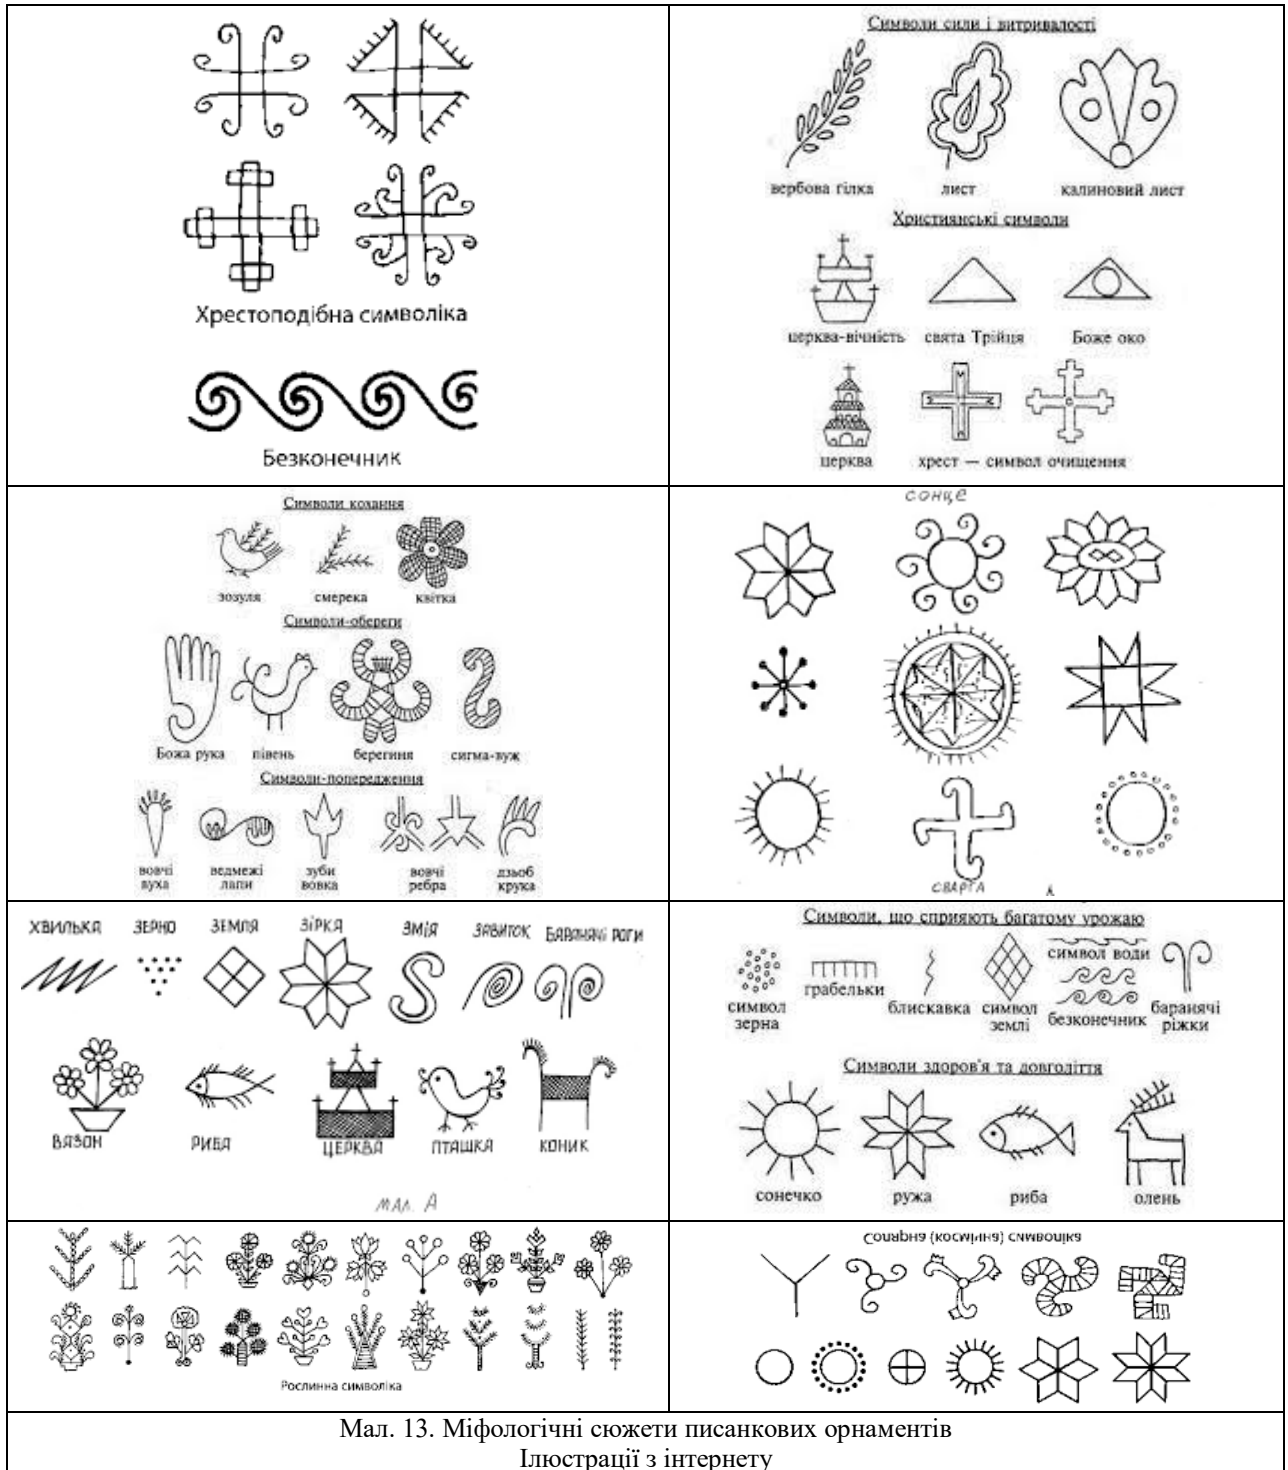 Хрестоподібна символіка
Безконечник
Символи сили і витривалості
вербова гілка лист калиновий лист
Християнські символи
церква-вічність свята Трійця Боже око
церква хрест — символ очищення
Символи кохання
зозуля смерека квітка
Символи-обереги
Божа рука півень берегиня сигма-вуж
Символи-попередження
вовчі вуха ведмежі лапи зуби вовка вовчі ребра дзьоб крука
сонце
СВАРГА А
ХВИЛЬКА ЗЕРНО ЗЕМЛЯ ЗІРКА ЗМІЯ ЗАВИТОК БАРАНЯЧІ РОГИ
ВАЗОН РИБА ЦЕРКВА ПТАШКА КОНИК
МАЛ. А
Символи, що сприяють багатому урожаю
символ зерна грабельки блискавка символ землі символ води безконечник баранячі ріжки
Символи здоров'я та довголіття
сонечко ружа риба олень
Рослинна символіка
Солярна (космічна) символіка
Мал. 13. Міфологічні сюжети писанкових орнаментів
Ілюстрації з інтернету